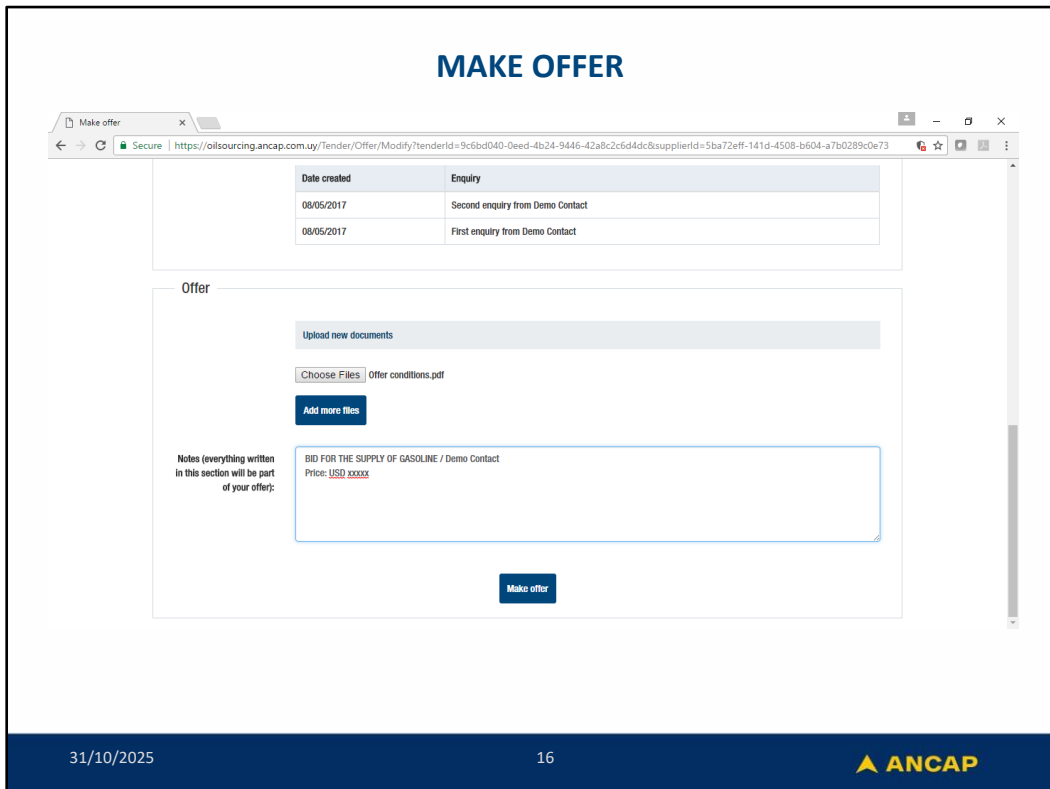 MAKE OFFER
Make offer
Secure | https://oilsourcing.ancap.com.uy/Tender/Offer/Modify?tenderId=9c6bd040-0eed-4b24-9446-42a8c2c6d4dc&supplierId=5ba72eff-141d-4508-b604-a7b0289c0e73
Date created Enquiry
08/05/2017 Second enquiry from Demo Contact
08/05/2017 First enquiry from Demo Contact
Offer
Upload new documents
Choose Files Offer conditions.pdf
Add more files
Notes (everything written
in this section will be part
of your offer):
BID FOR THE SUPPLY OF GASOLINE / Demo Contact
Price: USD xxxxx
Make offer
31/10/2025 16 ANCAP